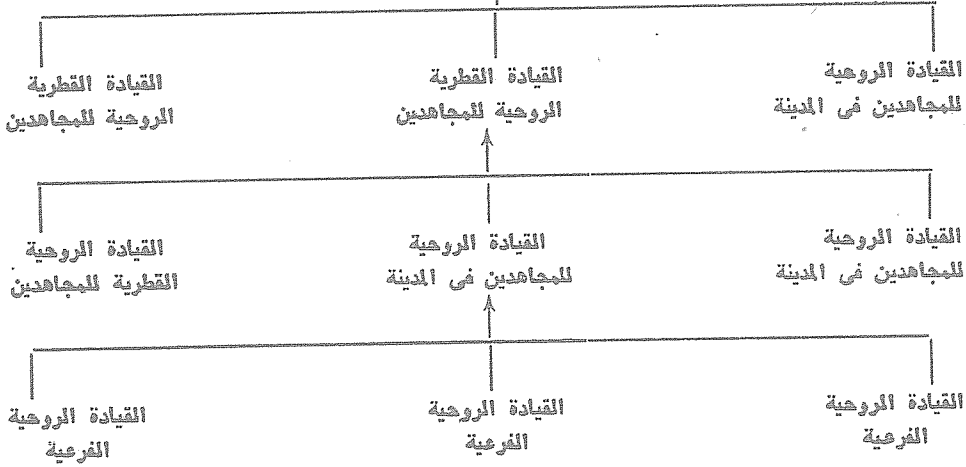 القيادة الروحية
للمجاهدين فى المدينة
القيادة القطرية
الروحية للمجاهدين
القيادة القطرية
الروحية للمجاهدين
القيادة الروحية
للمجاهدين فى المدينة
القيادة الروحية
للمجاهدين فى المدينة
القيادة الروحية
القطرية للمجاهدين
القيادة الروحية
الفرعية
القيادة الروحية
الفرعية
القيادة الروحية
الفرعية